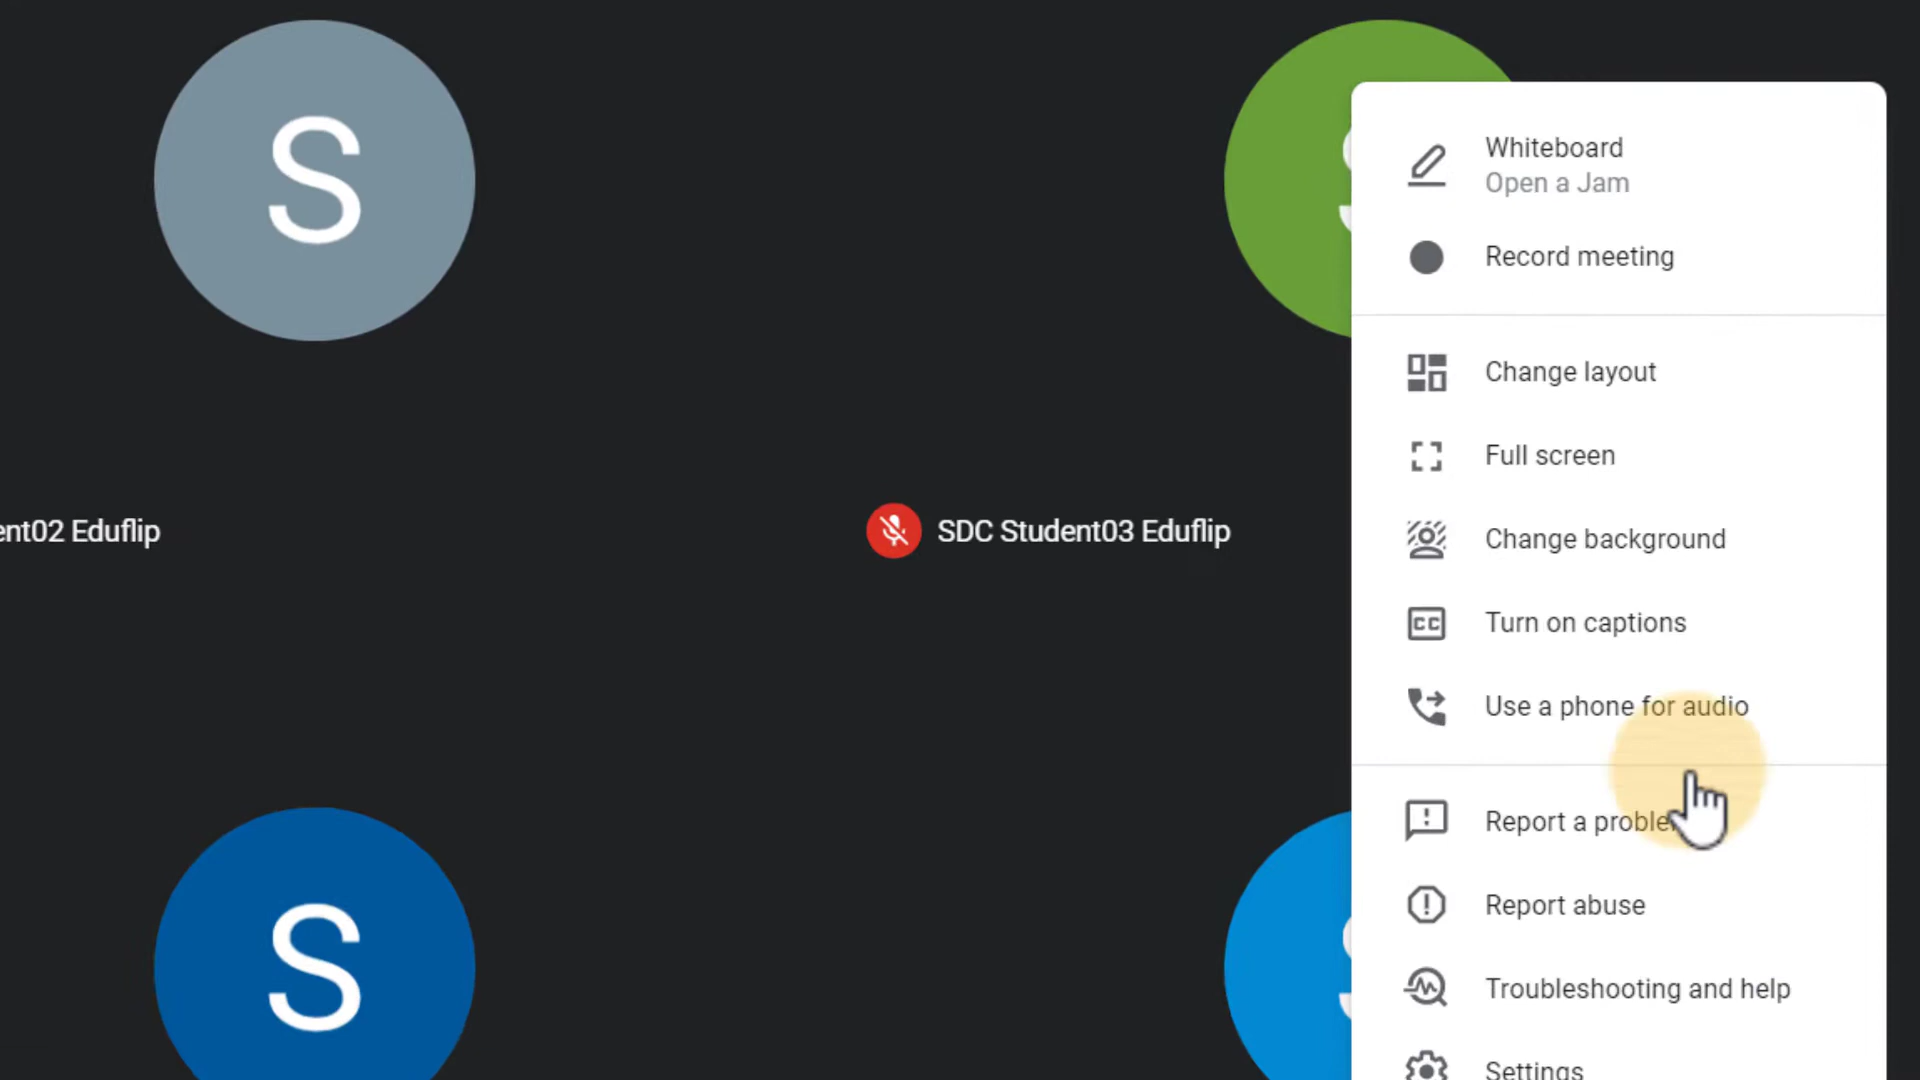 S
Whiteboard
Open a Jam
Record meeting
Change layout
Full screen
ent02 Eduflip
SDC Student03 Eduflip
Change background
CC
Turn on captions
Use a phone for audio
Report a proble
Report abuse
S
Troubleshooting and help
Settings